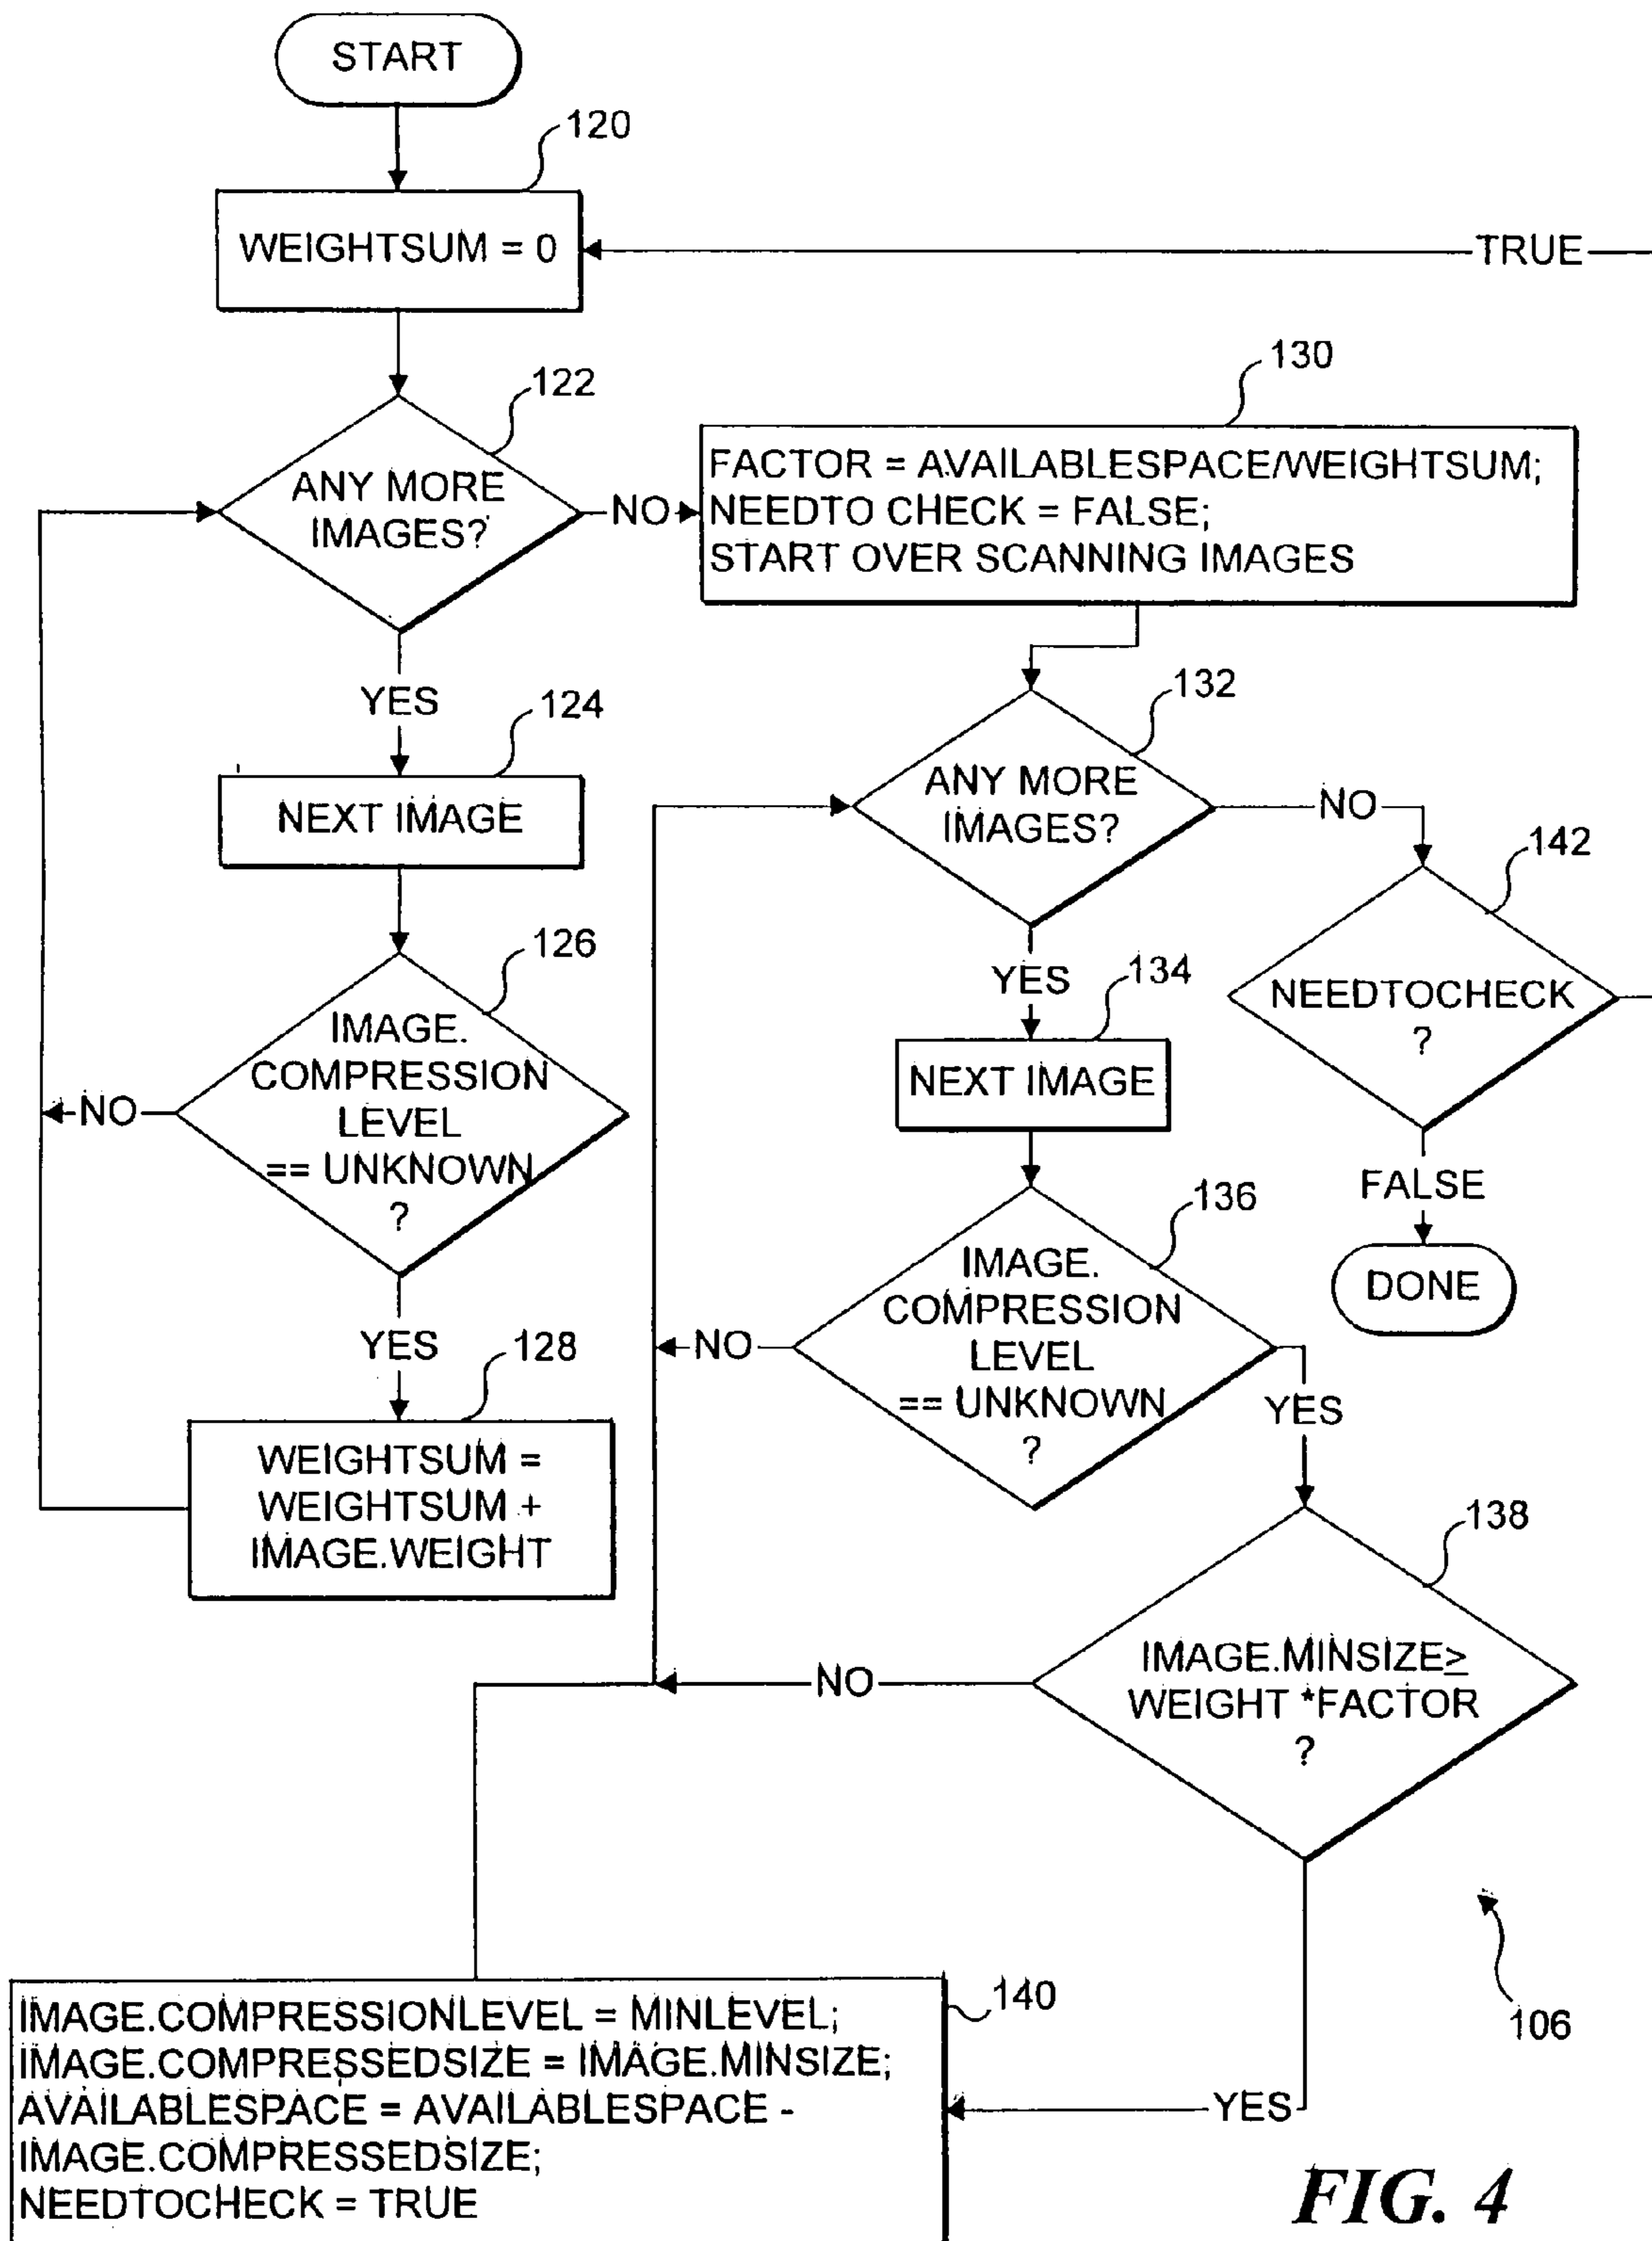 START
120
WEIGHTSUM = 0
TRUE
122
ANY MORE
IMAGES?
NO
130
FACTOR = AVAILABLESPACE/WEIGHTSUM;
NEEDTO CHECK = FALSE;
START OVER SCANNING IMAGES
YES
124
NEXT IMAGE
132
ANY MORE
IMAGES?
NO
142
NEEDTOCHECK
?
FALSE
DONE
126
IMAGE.
COMPRESSION
LEVEL
== UNKNOWN
?
NO
YES
134
NEXT IMAGE
136
IMAGE.
COMPRESSION
LEVEL
== UNKNOWN
?
NO
YES
YES
128
WEIGHTSUM =
WEIGHTSUM +
IMAGE.WEIGHT
138
IMAGE.MINSIZE≥
WEIGHT *FACTOR
?
NO
YES
140
IMAGE.COMPRESSIONLEVEL = MINLEVEL;
IMAGE.COMPRESSEDSIZE = IMAGE.MINSIZE;
AVAILABLESPACE = AVAILABLESPACE -
IMAGE.COMPRESSEDSIZE;
NEEDTOCHECK = TRUE
106
FIG. 4